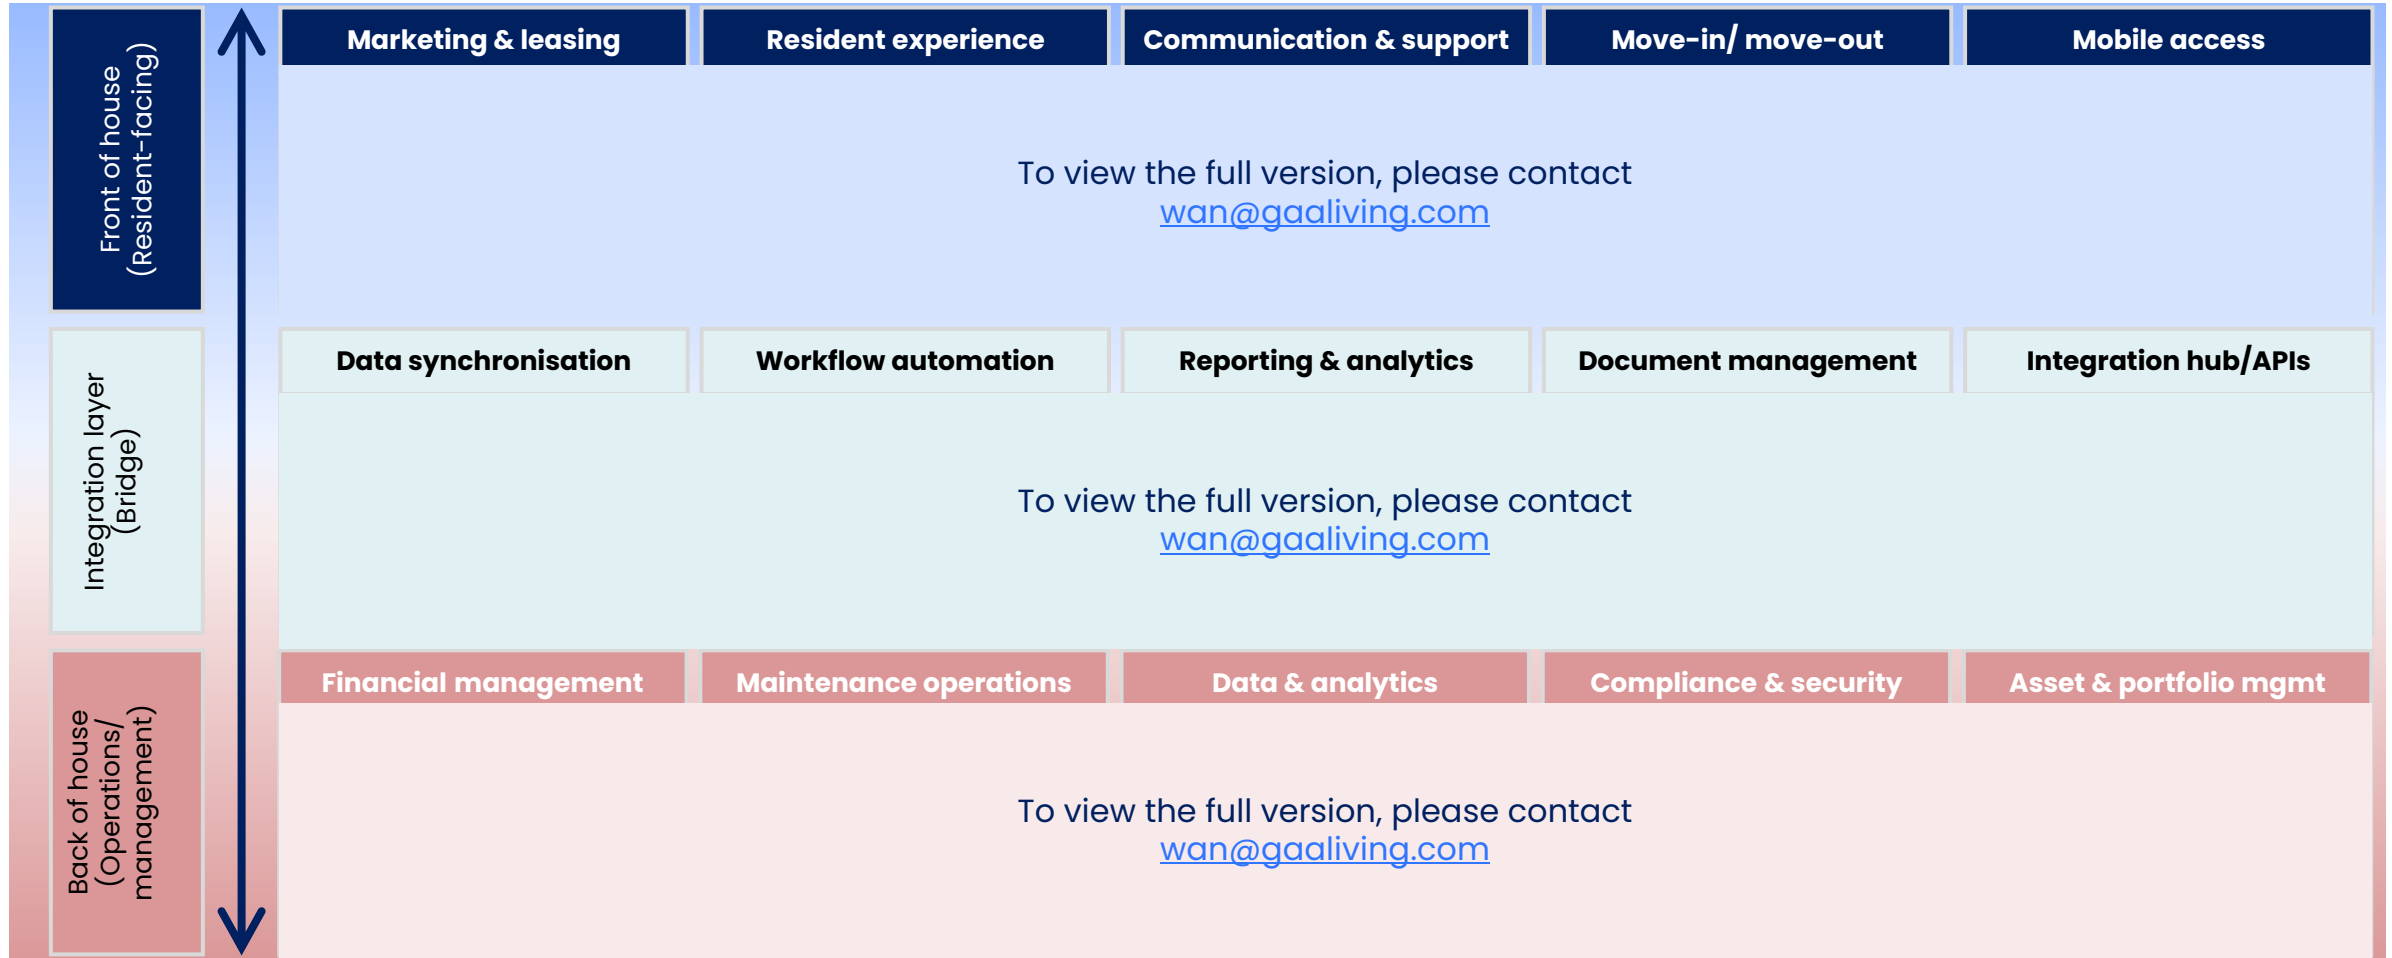 Front of house
(Resident-facing)
Marketing & leasing
Resident experience
Communication & support
Move-in/ move-out
Mobile access
To view the full version, please contact
wan@gaaliving.com
Integration layer
(Bridge)
Data synchronisation
Workflow automation
Reporting & analytics
Document management
Integration hub/APIs
To view the full version, please contact
wan@gaaliving.com
Back of house
(Operations/
management)
Financial management
Maintenance operations
Data & analytics
Compliance & security
Asset & portfolio mgmt
To view the full version, please contact
wan@gaaliving.com